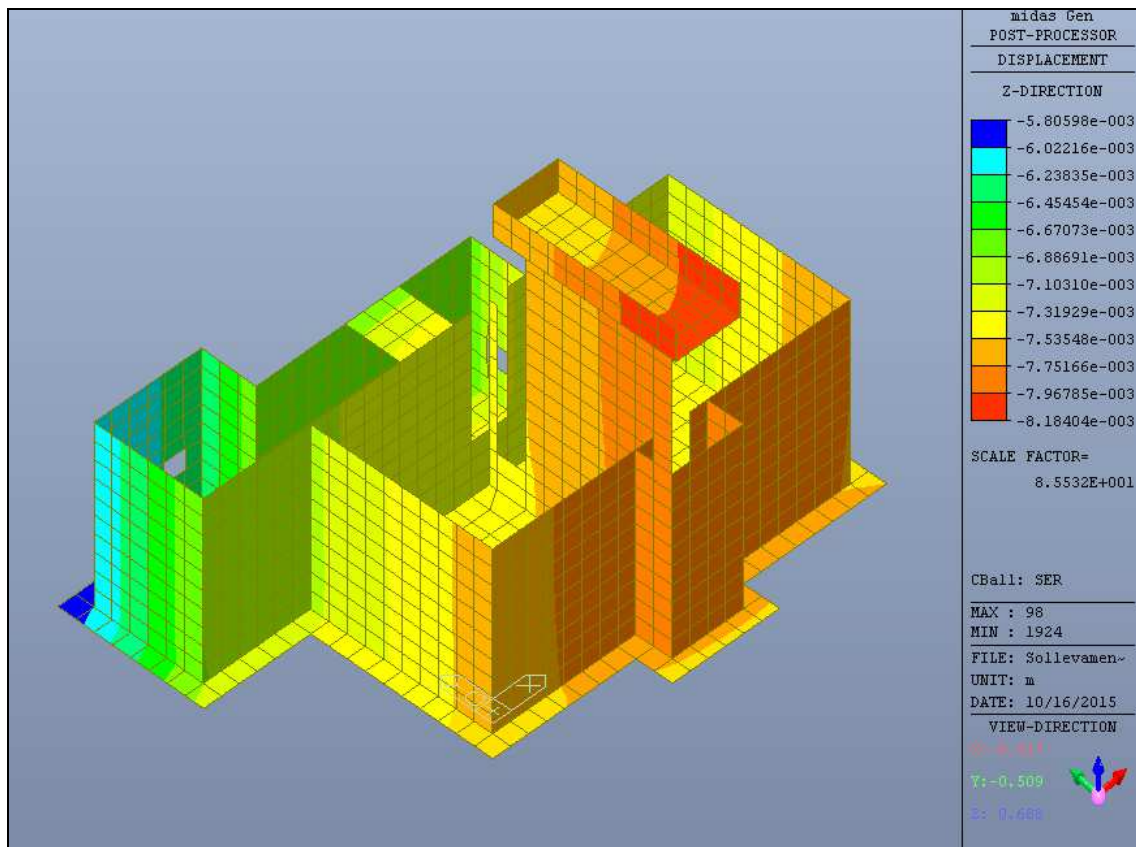 midas Gen
POST-PROCESSOR
DISPLACEMENT
Z-DIRECTION
-5.80598e-003
-6.02216e-003
-6.23835e-003
-6.45454e-003
-6.67073e-003
-6.88691e-003
-7.10310e-003
-7.31929e-003
-7.53548e-003
-7.75166e-003
-7.96785e-003
-8.18404e-003
SCALE FACTOR=
8.5532E+001
CBall: SER
MAX : 98
MIN : 1924
FILE: Sollevamen~
UNIT: m
DATE: 10/16/2015
VIEW-DIRECTION
Y:-0.509
Z: 0.688